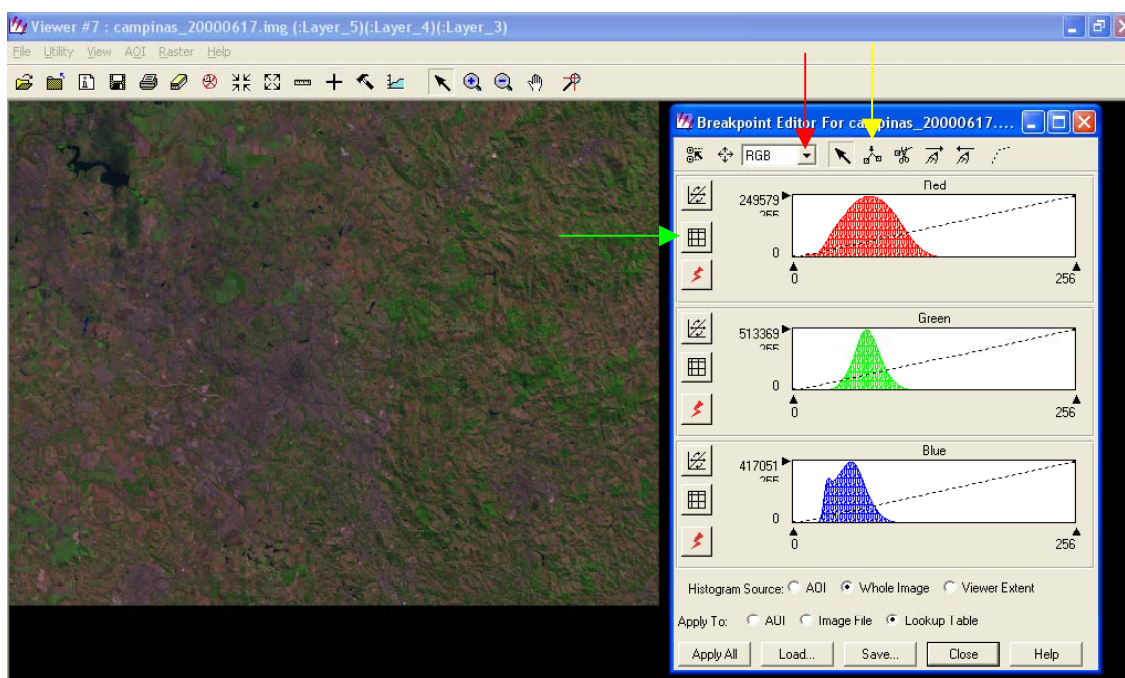 Viewer #7 : campinas_20000617.img (:Layer_5)(:Layer_4)(:Layer_3)
File Utility View AOI Raster Help
Breakpoint Editor For campinas_20000617....
RGB
Red
249579
255
0
0 256
Green
513369
255
0
0 256
Blue
417051
255
0
0 256
Histogram Source: AOI Whole Image Viewer Extent
Apply To: AOI Image File Lookup Table
Apply All Load... Save... Close Help